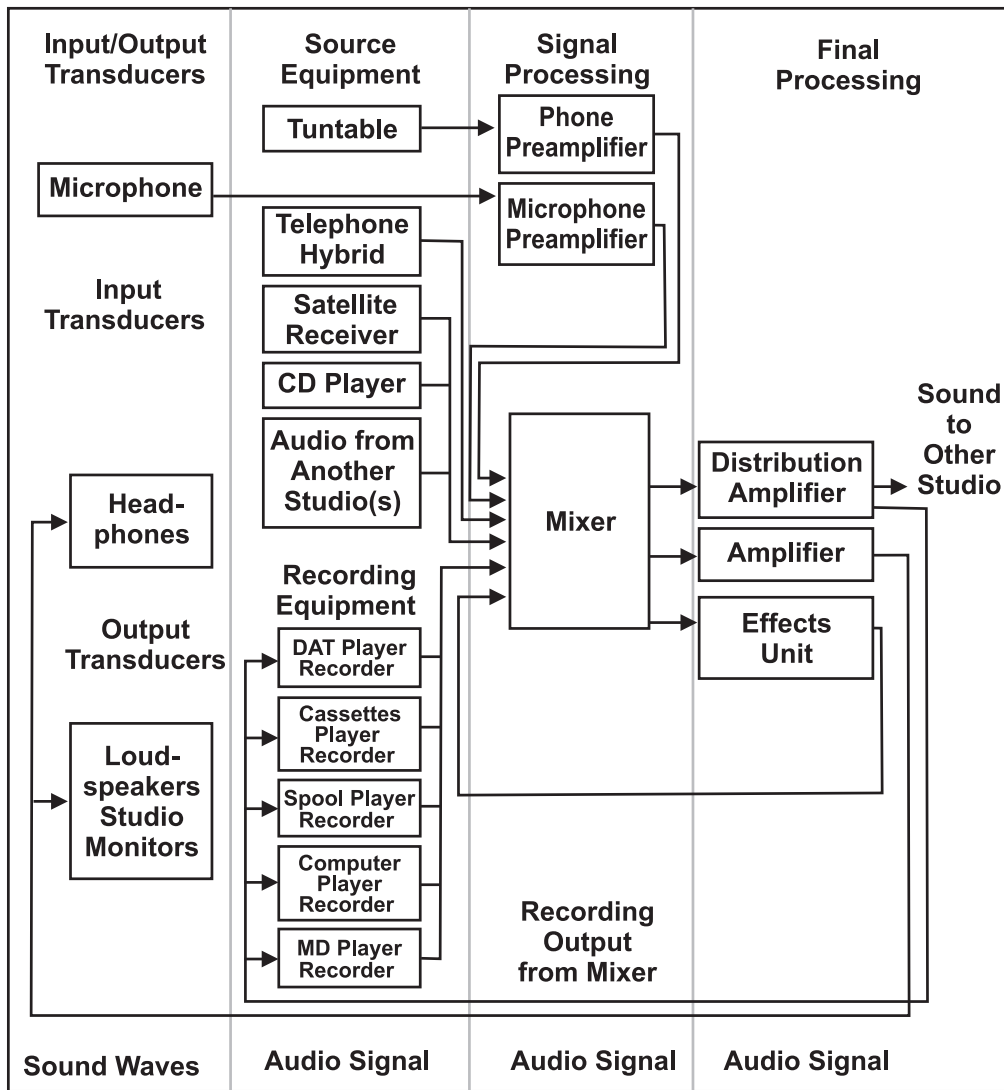 Input/Output
Transducers
Source
Equipment
Signal
Processing
Final
Processing
Tuntable
Phone
Preamplifier
Microphone
Microphone
Preamplifier
Telephone
Hybrid
Input
Transducers
Satellite
Receiver
CD Player
Audio from
Another
Studio(s)
Mixer
Distribution
Amplifier
Sound
to
Other
Studio
Head-
phones
Amplifier
Recording
Equipment
Effects
Unit
Output
Transducers
DAT Player
Recorder
Cassettes
Player
Recorder
Loud-
speakers
Studio
Monitors
Spool Player
Recorder
Computer
Player
Recorder
MD Player
Recorder
Recording
Output
from Mixer
Sound Waves
Audio Signal
Audio Signal
Audio Signal